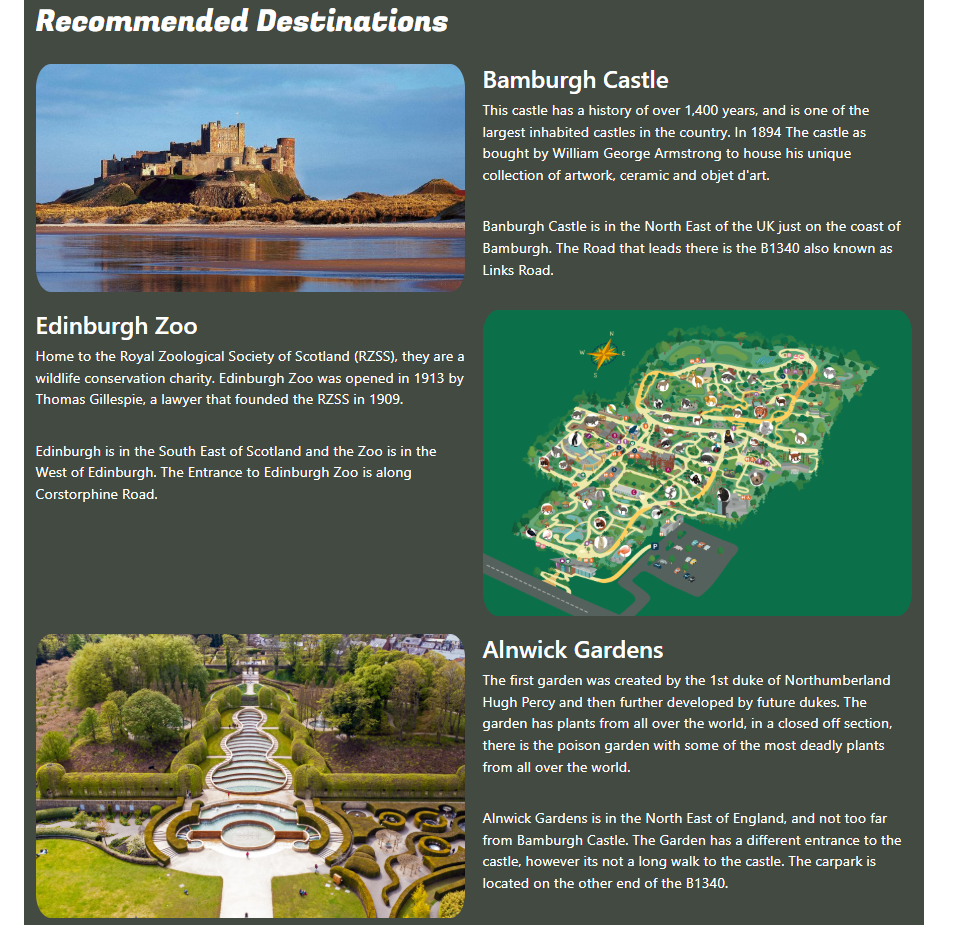 Recommended Destinations
Bamburgh Castle
This castle has a history of over 1,400 years, and is one of the
largest inhabited castles in the country. In 1894 The castle as
bought by William George Armstrong to house his unique
collection of artwork, ceramic and objet d'art.
Banburgh Castle is in the North East of the UK just on the coast of
Bamburgh. The Road that leads there is the B1340 also known as
Links Road.
Edinburgh Zoo
Home to the Royal Zoological Society of Scotland (RZSS), they are a
wildlife conservation charity. Edinburgh Zoo was opened in 1913 by
Thomas Gillespie, a lawyer that founded the RZSS in 1909.
Edinburgh is in the South East of Scotland and the Zoo is in the
West of Edinburgh. The Entrance to Edinburgh Zoo is along
Corstorphine Road.
N
W E
S
P
Alnwick Gardens
The first garden was created by the 1st duke of Northumberland
Hugh Percy and then further developed by future dukes. The
garden has plants from all over the world, in a closed off section,
there is the poison garden with some of the most deadly plants
from all over the world.
Alnwick Gardens is in the North East of England, and not too far
from Bamburgh Castle. The Garden has a different entrance to the
castle, however its not a long walk to the castle. The carpark is
located on the other end of the B1340.